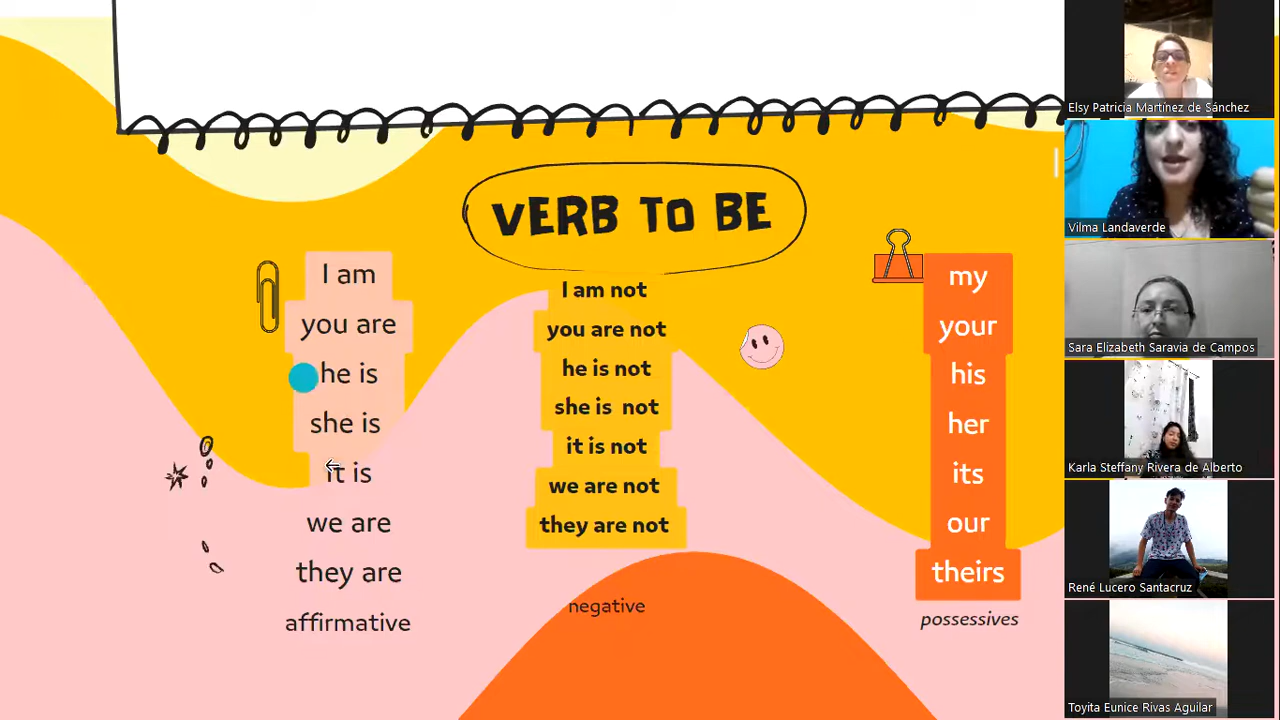 VERB TO BE
I am
you are
he is
she is
it is
we are
they are
affirmative
I am not
you are not
he is not
she is not
it is not
we are not
they are not
negative
my
your
his
her
its
our
theirs
possessives
Elsy Patricia Martínez de Sánchez
Vilma Landaverde
Sara Elizabeth Saravia de Campos
Karla Steffany Rivera de Alberto
René Lucero Santacruz
Toyita Eunice Rivas Aguilar